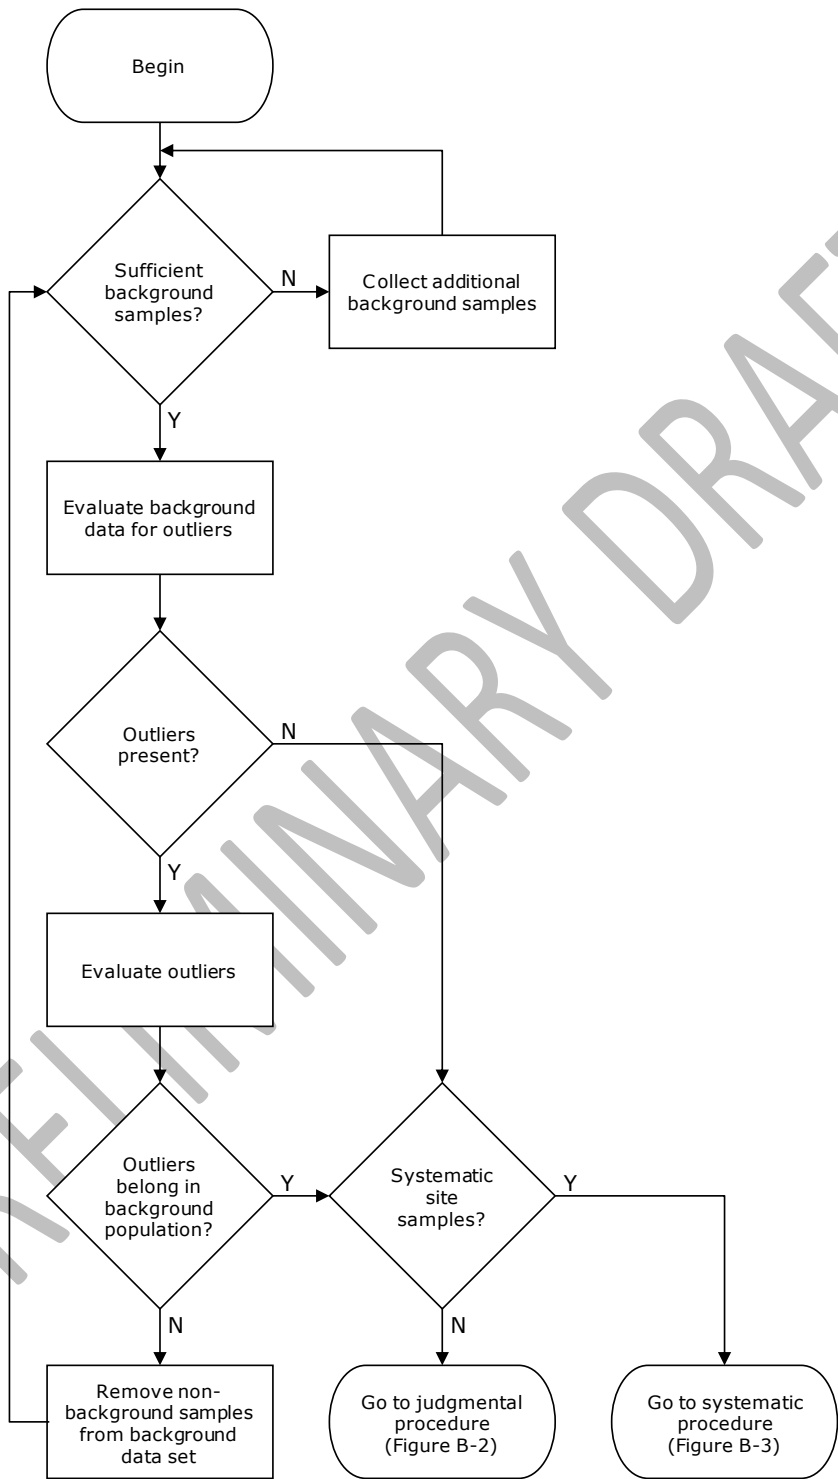 Begin
Sufficient
background
samples?
N
Collect additional
background samples
Y
Evaluate background
data for outliers
Outliers
present?
N
Y
Evaluate outliers
Outliers
belong in
background
population?
Y
Systematic
site
samples?
Y
N
N
Remove non-
background samples
from background
data set
Go to judgmental
procedure
(Figure B-2)
Go to systematic
procedure
(Figure B-3)
PRELIMINARY DRAFT